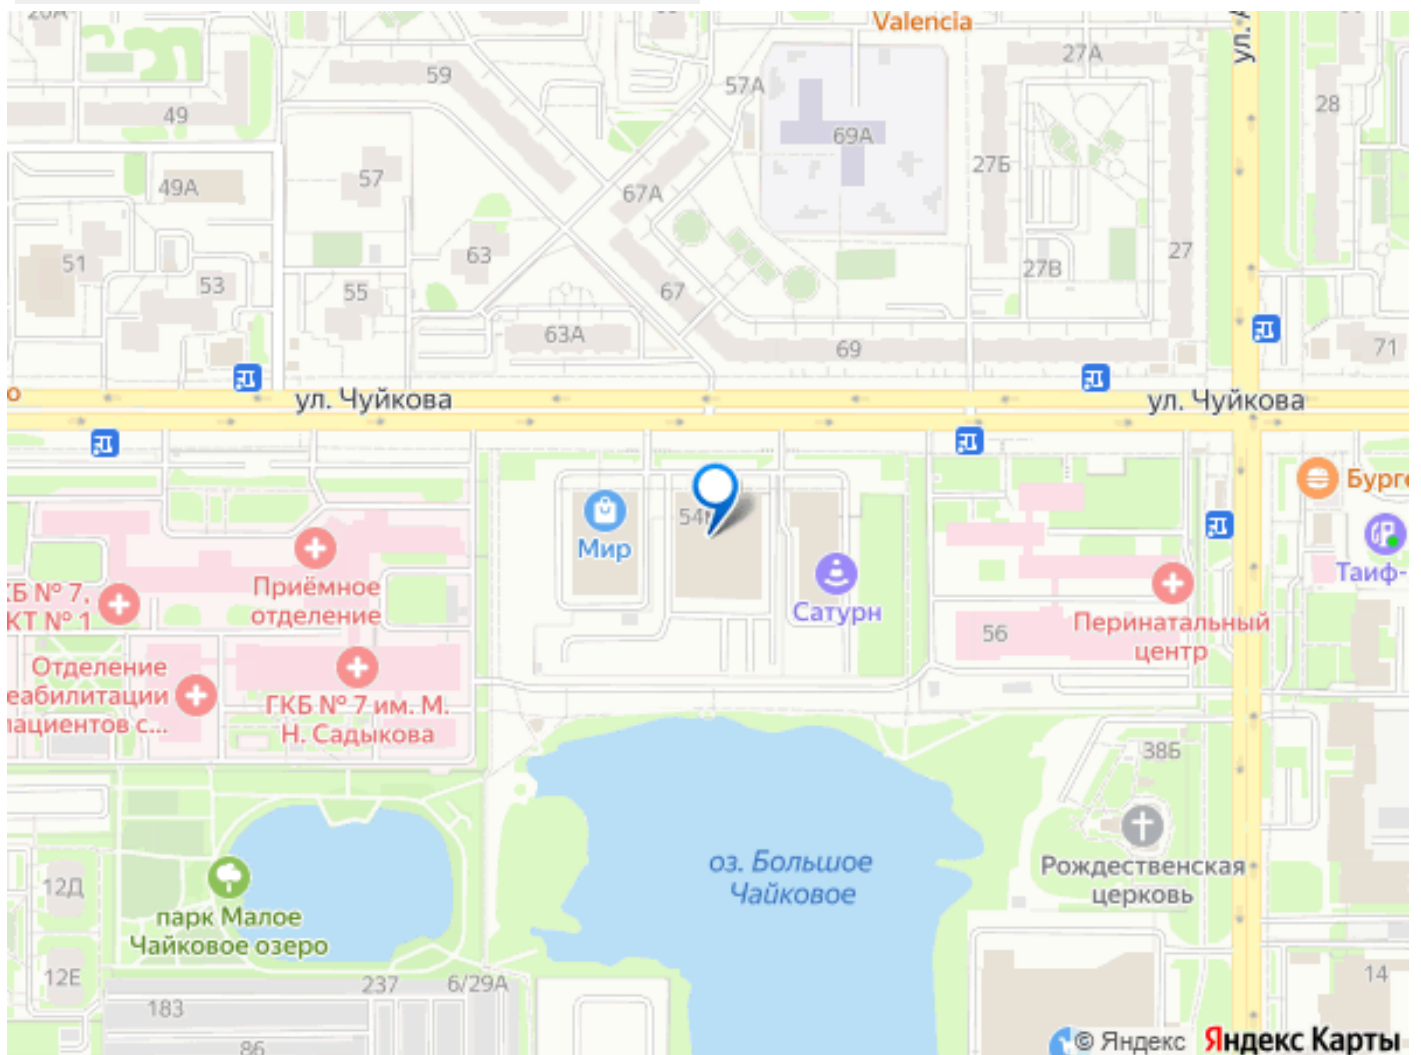 Valencia
59
57А
27А
49
69А
28
49А
57
67А
27Б
51
53
63
55
67
27В
27
63А
69
71
ул. Чуйкова
ул. Чуйкова
Мир
Бурге
Приёмное
отделение
Сатурн
Таиф-
КБ № 7,
КТ № 1
56
Перинатальный
центр
Отделение
еабилитации
пациентов с...
ГКБ № 7 им. М.
Н. Садыкова
38Б
оз. Большое
Чайковое
Рождественская
церковь
12Д
парк Малое
Чайковое озеро
12Е
237
6/29А
14
183
86
© Яндекс
Яндекс Карты